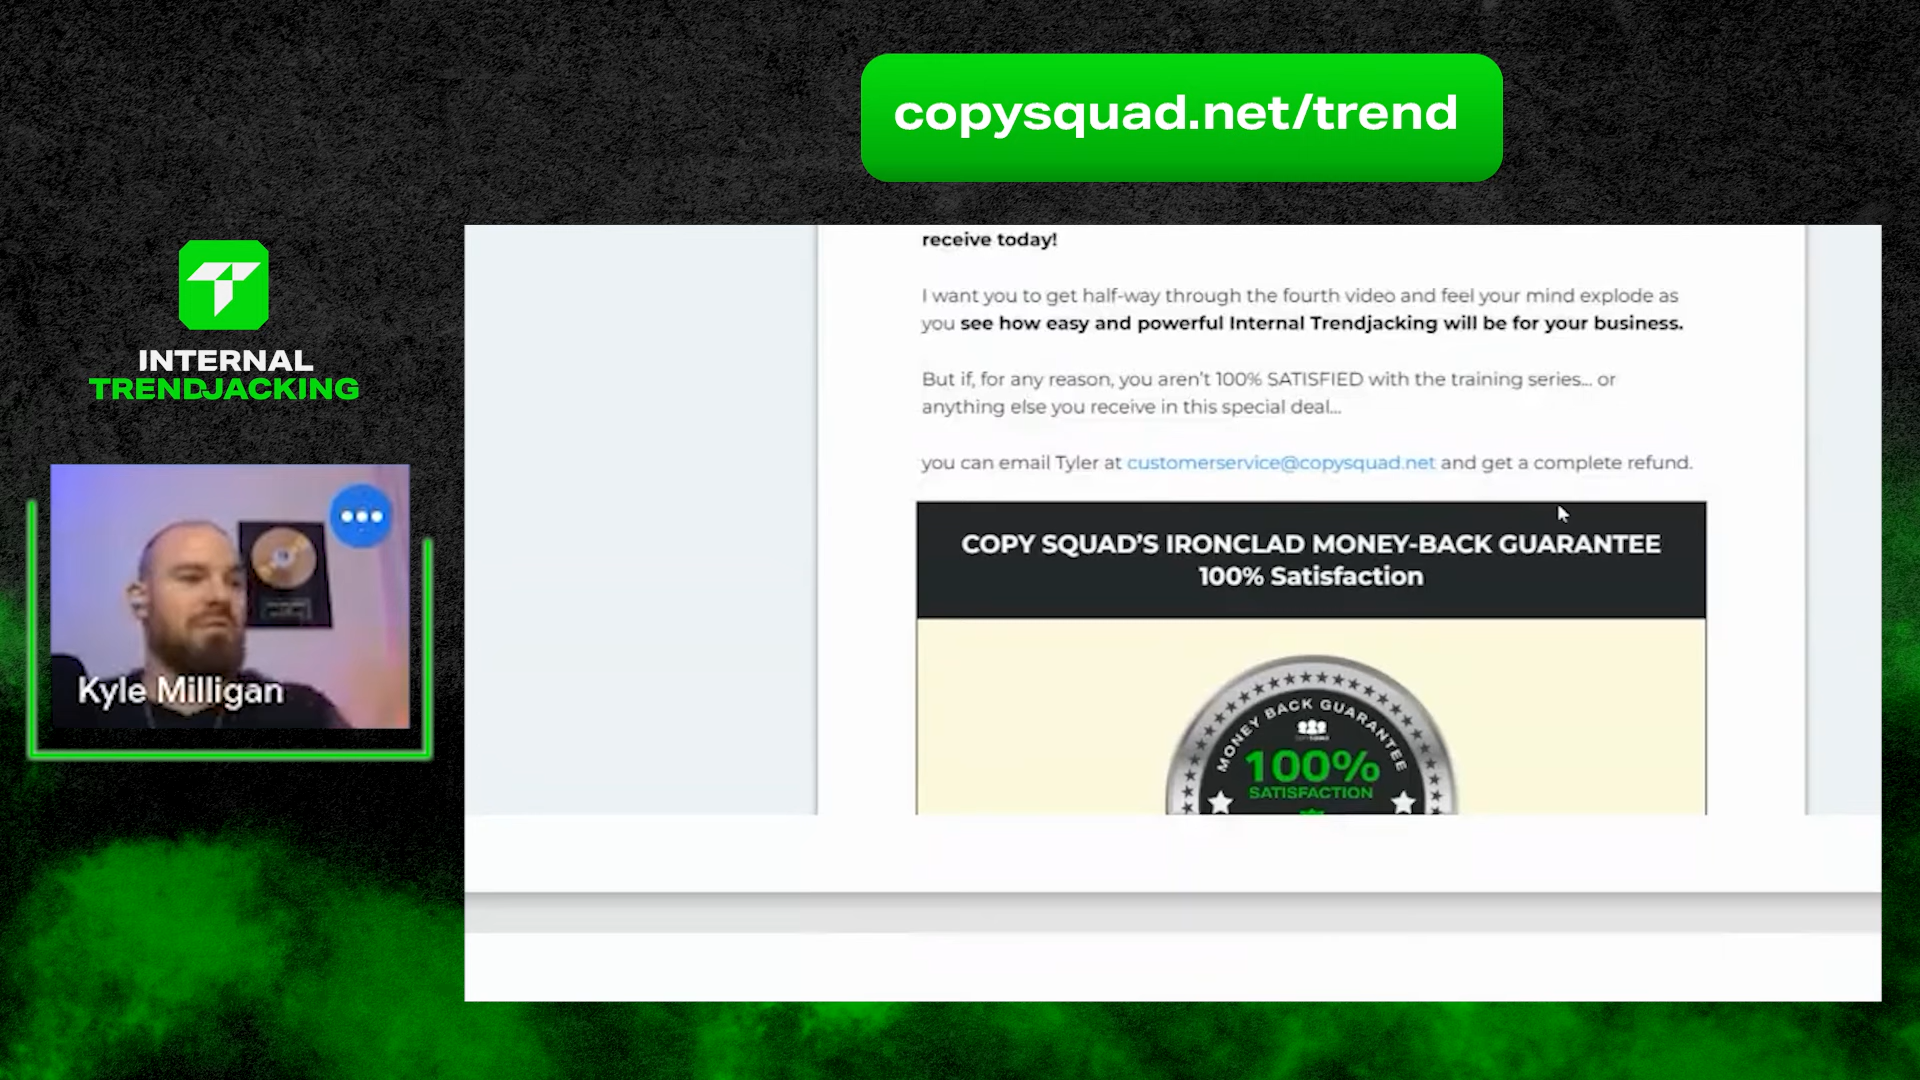 copysquad.net/trend
INTERNAL
TRENDJACKING
Kyle Milligan
receive today!
I want you to get half-way through the fourth video and feel your mind explode as
you see how easy and powerful Internal Trendjacking will be for your business.
But if, for any reason, you aren't 100% SATISFIED with the training series... or
anything else you receive in this special deal...
you can email Tyler at customerservice@copysquad.net and get a complete refund.
COPY SQUAD'S IRONCLAD MONEY-BACK GUARANTEE
100% Satisfaction
MONEY BACK GUARANTEE
100%
SATISFACTION